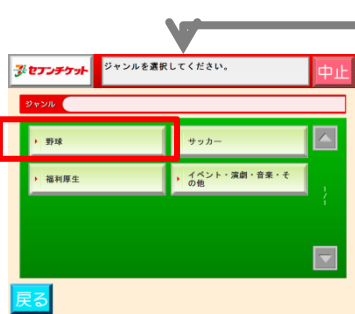 セブンチケット
ジャンルを選択してください。
中止
ジャンル
野球
サッカー
福利厚生
イベント・演劇・音楽・そ
の他
1/1
戻る